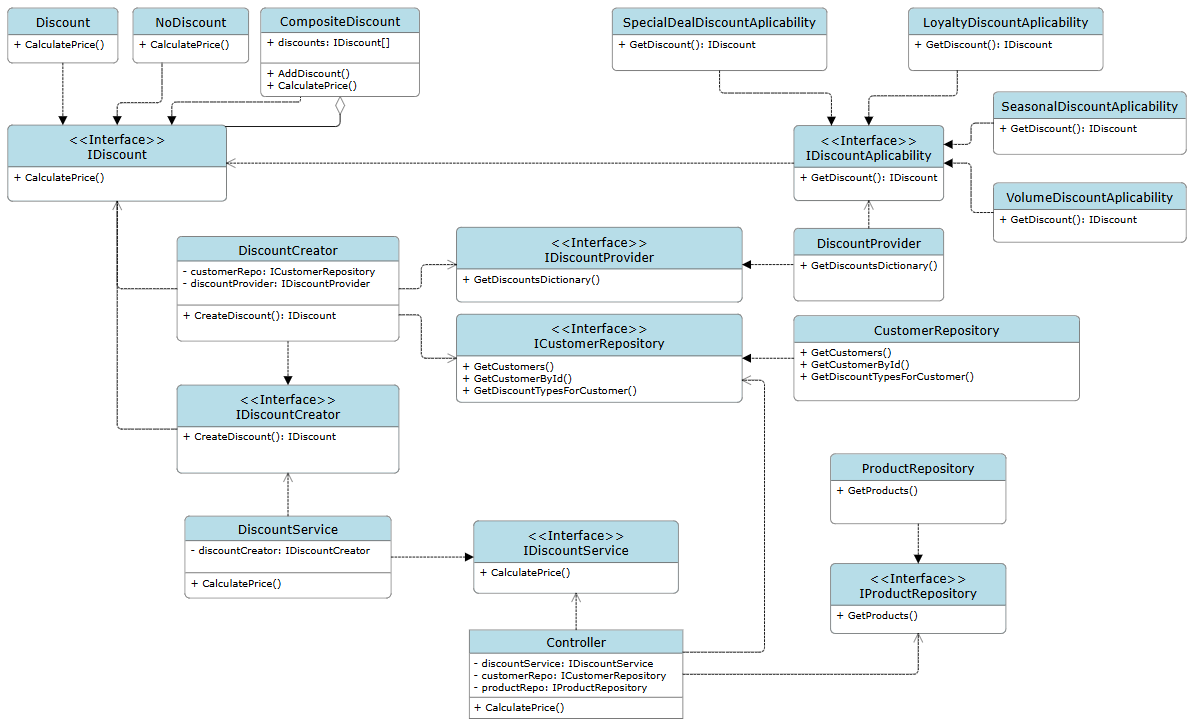 Discount
+ CalculatePrice()
NoDiscount
+ CalculatePrice()
CompositeDiscount
+ discounts: IDiscount[]
+ AddDiscount()
+ CalculatePrice()
SpecialDealDiscountAplicability
+ GetDiscount(): IDiscount
LoyaltyDiscountAplicability
+ GetDiscount(): IDiscount
SeasonalDiscountAplicability
+ GetDiscount(): IDiscount
<<Interface>>
IDiscount
+ CalculatePrice()
<<Interface>>
IDiscountAplicability
+ GetDiscount(): IDiscount
VolumeDiscountAplicability
+ GetDiscount(): IDiscount
DiscountCreator
- customerRepo: ICustomerRepository
- discountProvider: IDiscountProvider
+ CreateDiscount(): IDiscount
<<Interface>>
IDiscountProvider
+ GetDiscountsDictionary()
DiscountProvider
+ GetDiscountsDictionary()
<<Interface>>
ICustomerRepository
+ GetCustomers()
+ GetCustomerById()
+ GetDiscountTypesForCustomer()
CustomerRepository
+ GetCustomers()
+ GetCustomerById()
+ GetDiscountTypesForCustomer()
<<Interface>>
IDiscountCreator
+ CreateDiscount(): IDiscount
ProductRepository
+ GetProducts()
DiscountService
- discountCreator: IDiscountCreator
+ CalculatePrice()
<<Interface>>
IDiscountService
+ CalculatePrice()
<<Interface>>
IProductRepository
+ GetProducts()
Controller
- discountService: IDiscountService
- customerRepo: ICustomerRepository
- productRepo: IProductRepository
+ CalculatePrice()